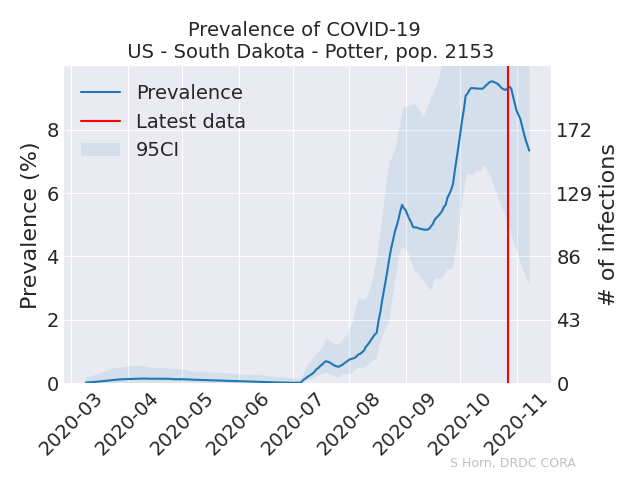 Prevalence of COVID-19
US - South Dakota - Potter, pop. 2153
Prevalence
Latest data
95CI
Prevalence (%)
8
6
4
2
0
172
129
86
43
0
# of infections
2020-03
2020-04
2020-05
2020-06
2020-07
2020-08
2020-09
2020-10
2020-11
S Horn, DRDC CORA